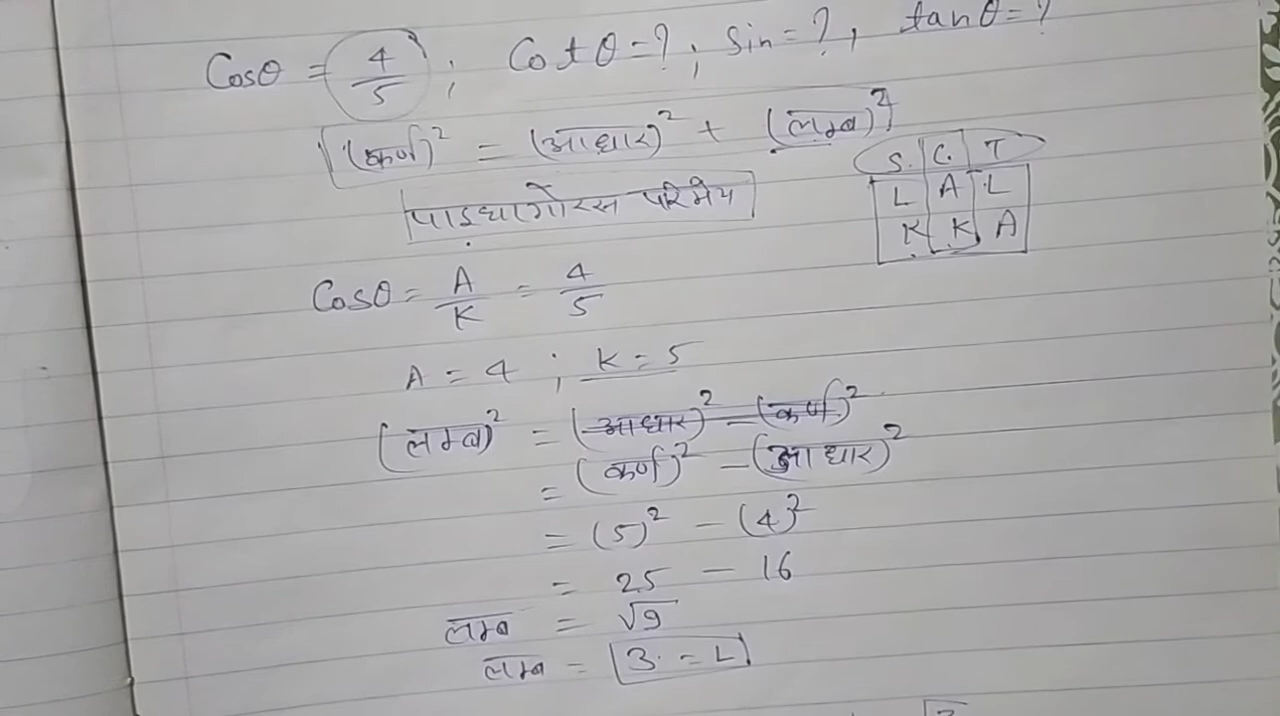 Cosθ = 4/5 ; Cotθ=? ; Sin=? , tanθ=?
(कर्ण)² = (आधार)² + (लम्ब)²
S. C. T
L A L
K K A
पाइथागोरस परिमेय
Cosθ = A/K = 4/5
A = 4 ; K = 5
(लम्ब)² = (आधार)² - (कर्ण)²
= (कर्ण)² - (आधार)²
= (5)² - (4)²
= 25 - 16
लम्ब = √9
लम्ब = 3 = L